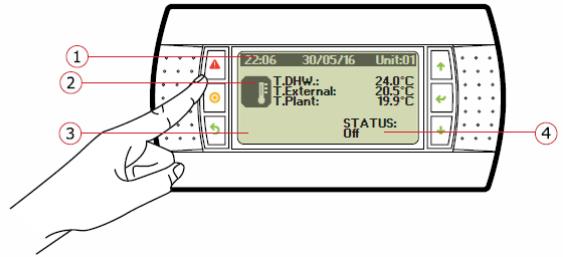 1
22:06 30/05/16 Unit:01
2
T.DHW.: 24.0°C
T.External: 20.5°C
T.Plant: 19.9°C
3
STATUS:
Off
4